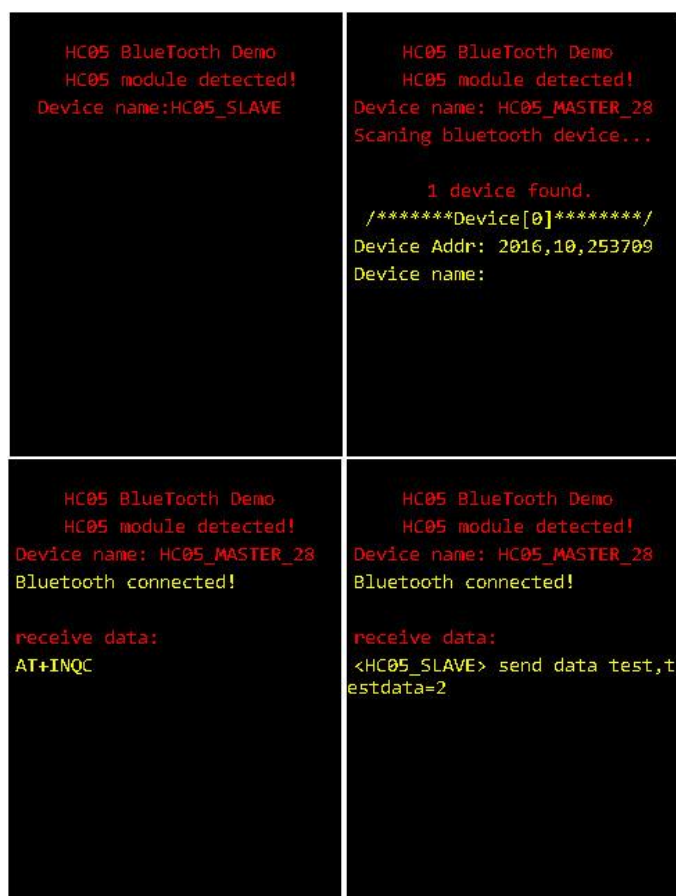 HC05 BlueTooth Demo
HC05 module detected!
Device name:HC05_SLAVE
HC05 BlueTooth Demo
HC05 module detected!
Device name: HC05_MASTER_28
Scaning bluetooth device...
1 device found.
/*******Device[0]********/
Device Addr: 2016,10,253709
Device name:
HC05 BlueTooth Demo
HC05 module detected!
Device name: HC05_MASTER_28
Bluetooth connected!
receive data:
AT+INQC
HC05 BlueTooth Demo
HC05 module detected!
Device name: HC05_MASTER_28
Bluetooth connected!
receive data:
<HC05_SLAVE> send data test,t
estdata=2